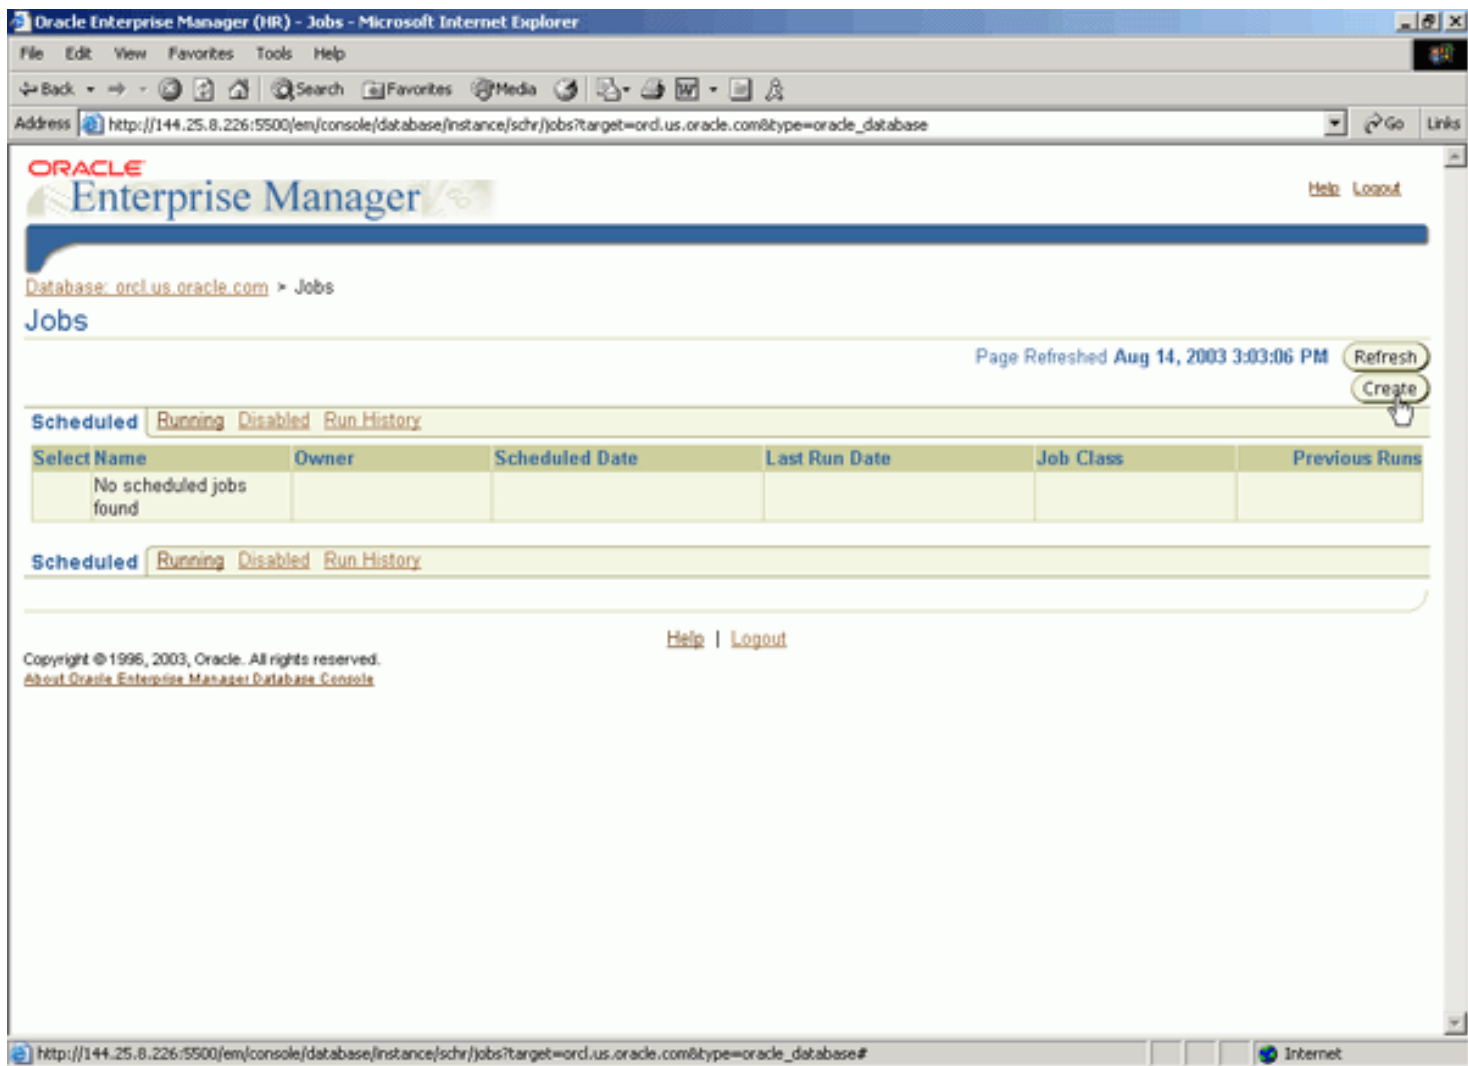 Oracle Enterprise Manager (HR) - Jobs - Microsoft Internet Explorer
File Edit View Favorites Tools Help
Back Search Favorites Media
Address http://144.25.8.226:5500/em/console/database/instance/schr/jobs?target=orcl.us.oracle.com&type=oracle_database Go Links
ORACLE
Enterprise Manager
Help Logout
Database: orcl.us.oracle.com > Jobs
Jobs
Page Refreshed Aug 14, 2003 3:03:06 PM Refresh
Create
Scheduled Running Disabled Run History
Select Name Owner Scheduled Date Last Run Date Job Class Previous Runs
No scheduled jobs
found
Scheduled Running Disabled Run History
Help | Logout
Copyright © 1996, 2003, Oracle. All rights reserved.
About Oracle Enterprise Manager Database Console
http://144.25.8.226:5500/em/console/database/instance/schr/jobs?target=orcl.us.oracle.com&type=oracle_database# Internet